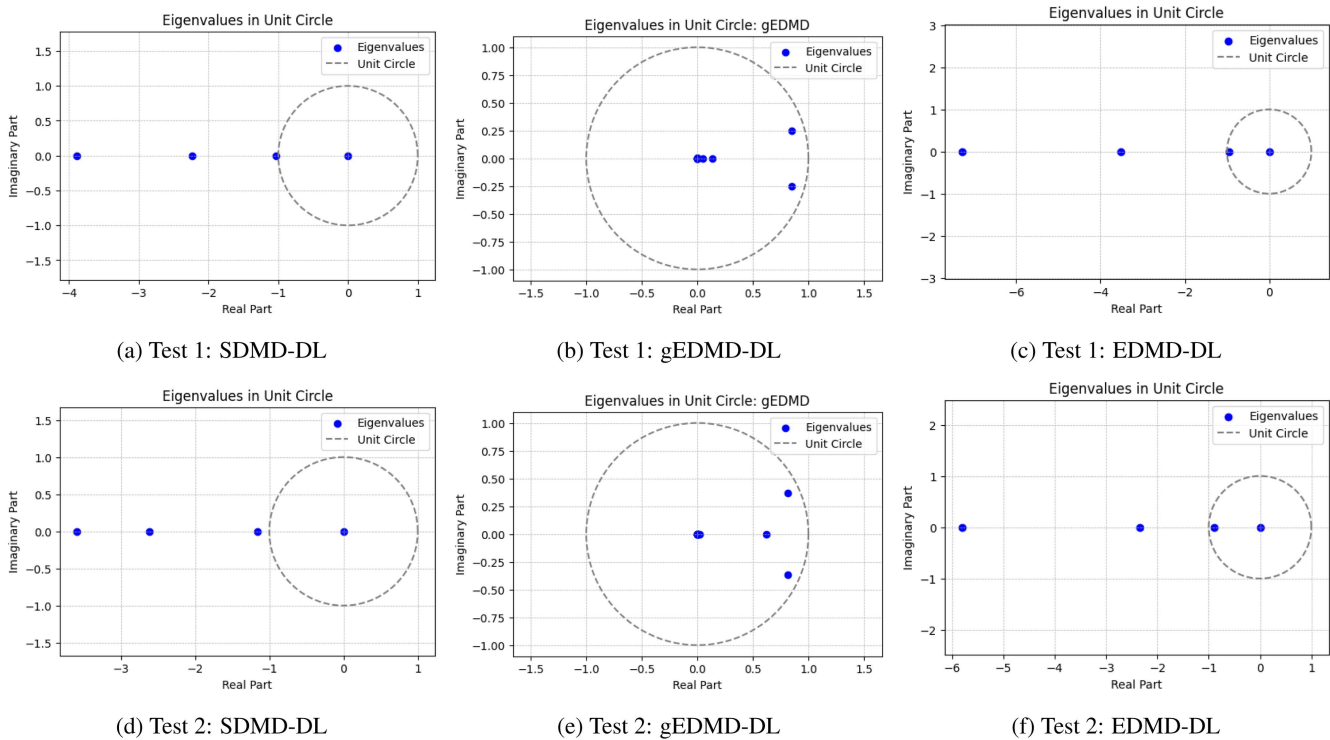 Eigenvalues in Unit Circle
Eigenvalues
Unit Circle
1.5
1.0
0.5
0.0
−0.5
−1.0
−1.5
Imaginary Part
−4 −3 −2 −1 0 1
Real Part
(a) Test 1: SDMD-DL
Eigenvalues in Unit Circle: gEDMD
Eigenvalues
Unit Circle
1.00
0.75
0.50
0.25
0.00
−0.25
−0.50
−0.75
−1.00
Imaginary Part
−1.5 −1.0 −0.5 0.0 0.5 1.0 1.5
Real Part
(b) Test 1: gEDMD-DL
Eigenvalues in Unit Circle
Eigenvalues
Unit Circle
3
2
1
0
−1
−2
−3
Imaginary Part
−6 −4 −2 0
Real Part
(c) Test 1: EDMD-DL
Eigenvalues in Unit Circle
Eigenvalues
Unit Circle
1.5
1.0
0.5
0.0
−0.5
−1.0
−1.5
Imaginary Part
−3 −2 −1 0 1
Real Part
(d) Test 2: SDMD-DL
Eigenvalues in Unit Circle: gEDMD
Eigenvalues
Unit Circle
1.00
0.75
0.50
0.25
0.00
−0.25
−0.50
−0.75
−1.00
Imaginary Part
−1.5 −1.0 −0.5 0.0 0.5 1.0 1.5
Real Part
(e) Test 2: gEDMD-DL
Eigenvalues in Unit Circle
Eigenvalues
Unit Circle
2
1
0
−1
−2
Imaginary Part
−6 −5 −4 −3 −2 −1 0 1
Real Part
(f) Test 2: EDMD-DL